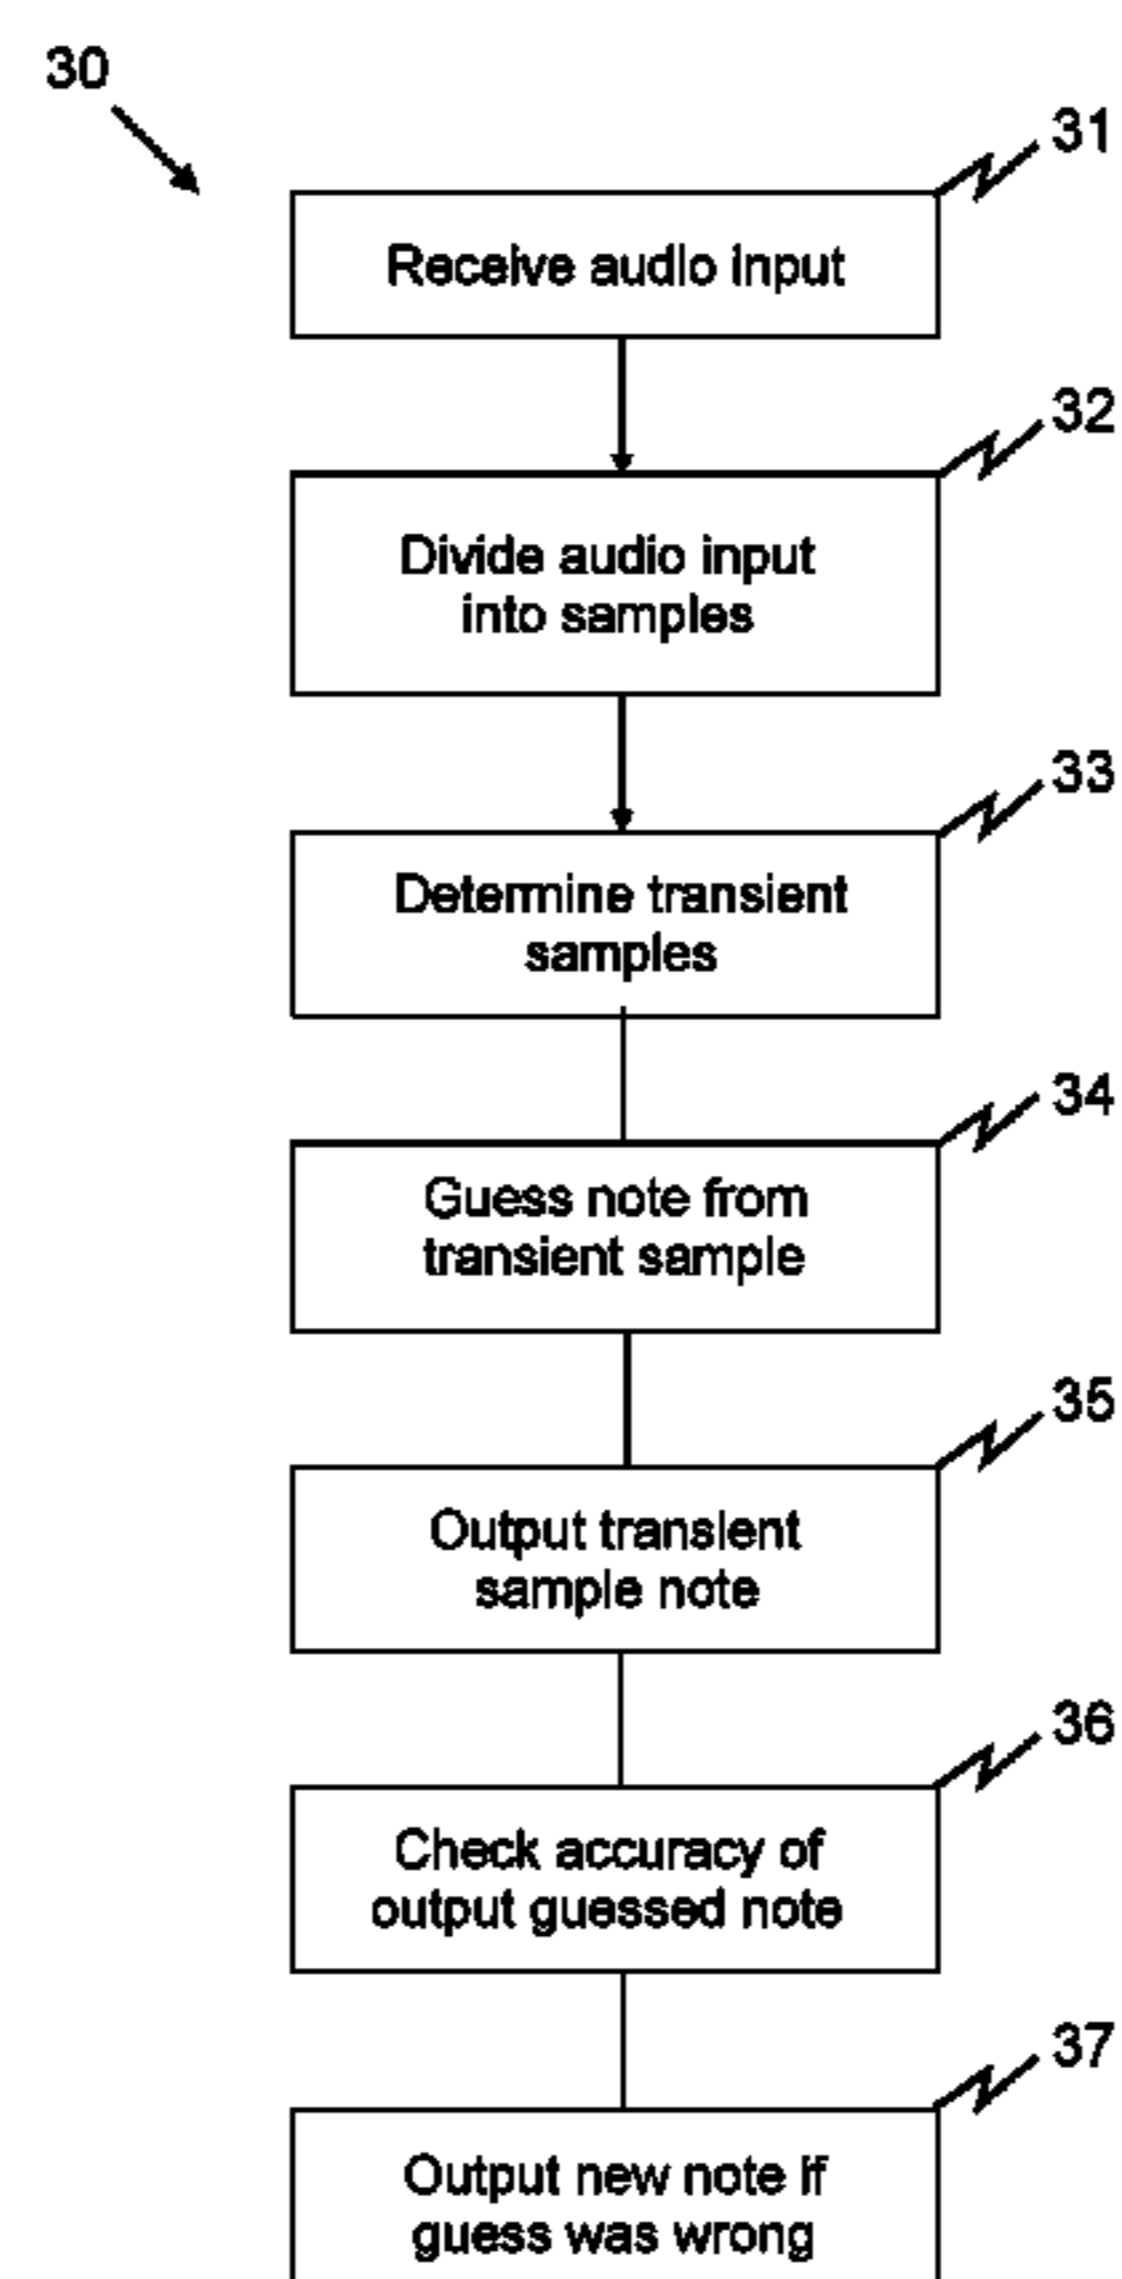 30
31
Receive audio input
32
Divide audio input
into samples
33
Determine transient
samples
34
Guess note from
transient sample
35
Output transient
sample note
36
Check accuracy of
output guessed note
37
Output new note if
guess was wrong